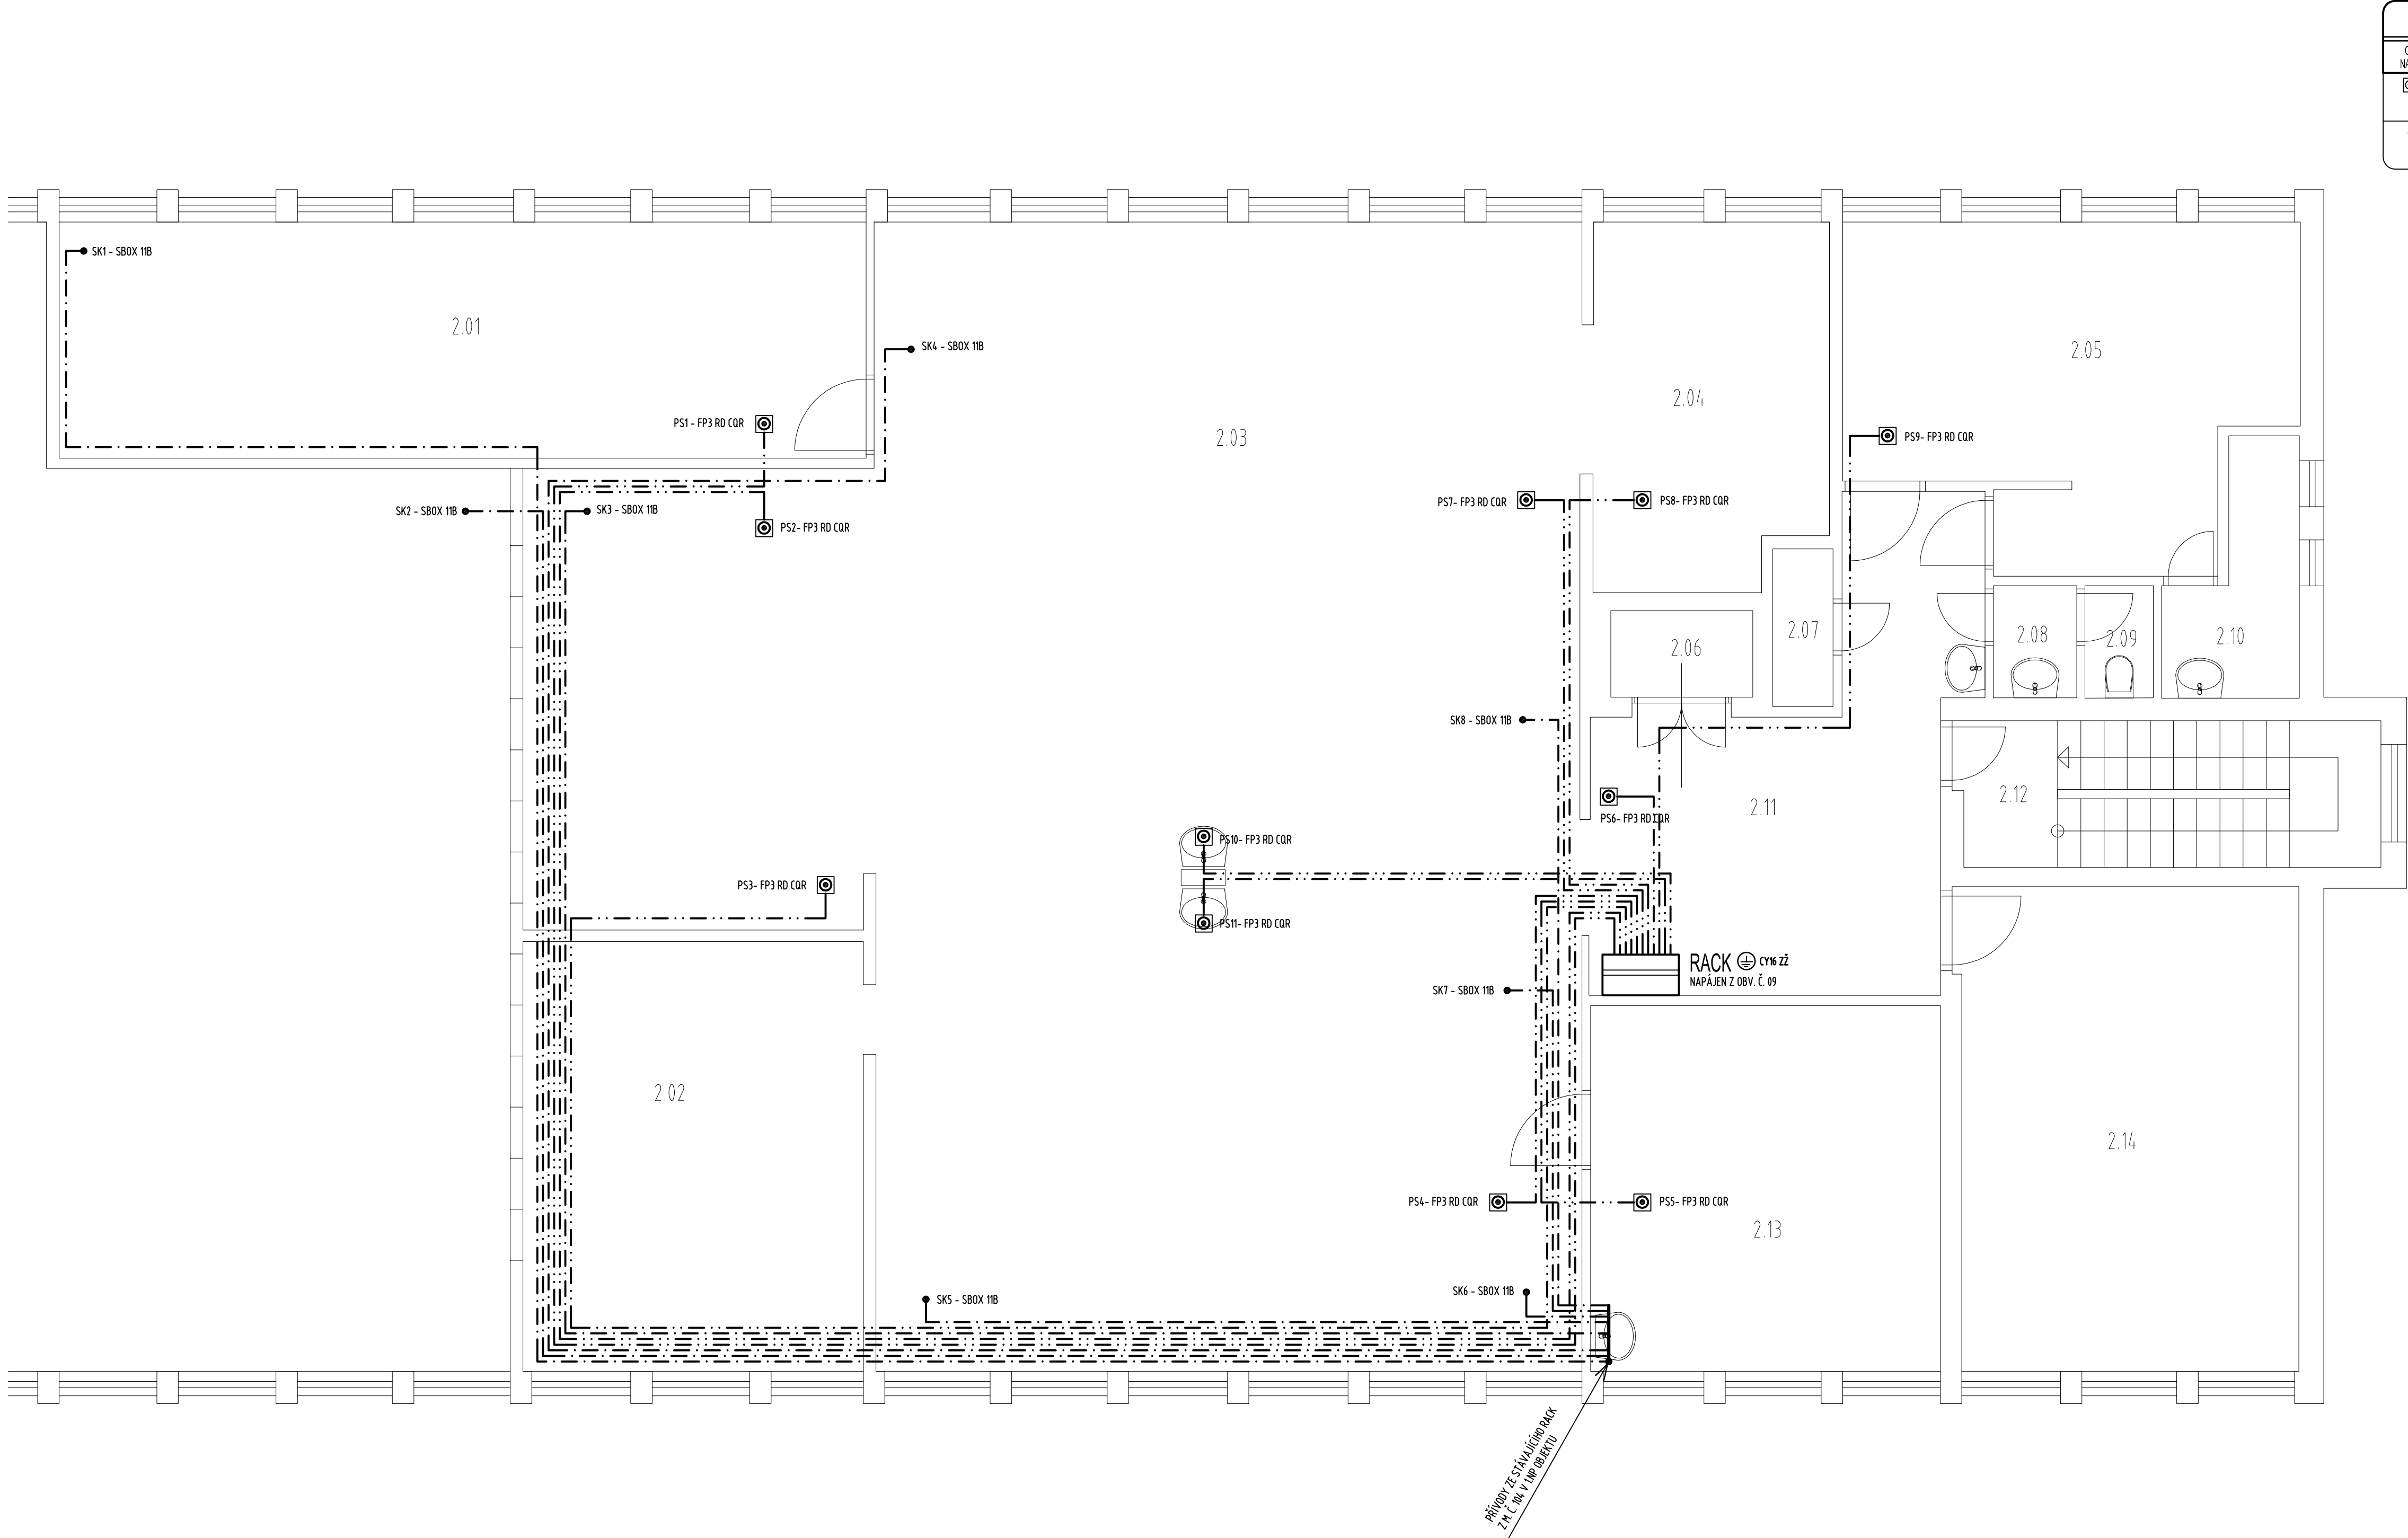 SK1 - SBOX 11B
2.01
SK4 - SBOX 11B
2.05
2.04
PS1 - FP3 RD CQR
2.03
PS9- FP3 RD CQR
PS7- FP3 RD CQR
PS8- FP3 RD CQR
SK2 - SBOX 11B
SK3 - SBOX 11B
PS2- FP3 RD CQR
2.06
2.07
2.08
2.09
2.10
SK8 - SBOX 11B
2.12
2.11
PS6- FP3 RD CQR
PS10- FP3 RD CQR
PS3- FP3 RD CQR
PS11- FP3 RD CQR
RACK CY16 ZŽ
NAPÁJEN Z OBV. Č. 09
SK7 - SBOX 11B
2.02
2.14
PS4- FP3 RD CQR
PS5- FP3 RD CQR
2.13
SK5 - SBOX 11B
SK6 - SBOX 11B
PŘÍVODY ZE STÁVAJÍCÍHO RACK
Z M. Č. 104 V 1.NP OBJEKTU